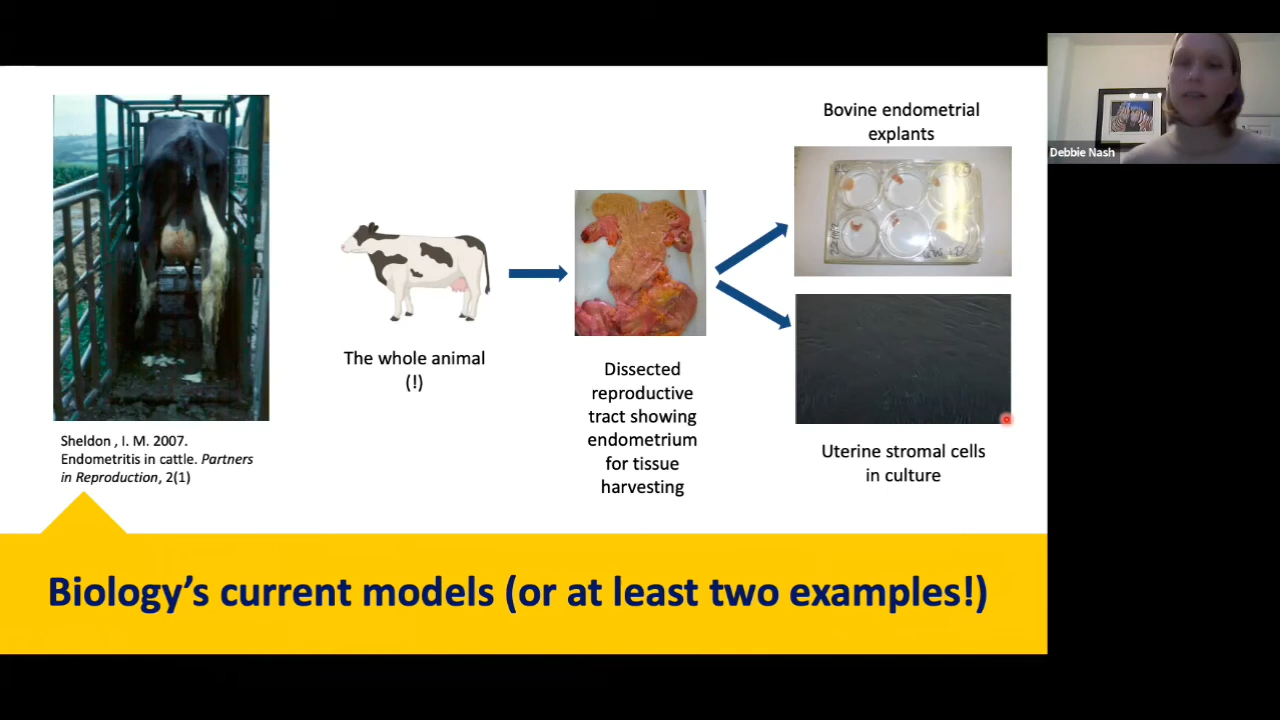 Debbie Nash
Sheldon , I. M. 2007.
Endometritis in cattle. Partners
in Reproduction, 2(1)
The whole animal
(!)
Dissected
reproductive
tract showing
endometrium
for tissue
harvesting
Bovine endometrial
explants
Uterine stromal cells
in culture
Biology’s current models (or at least two examples!)